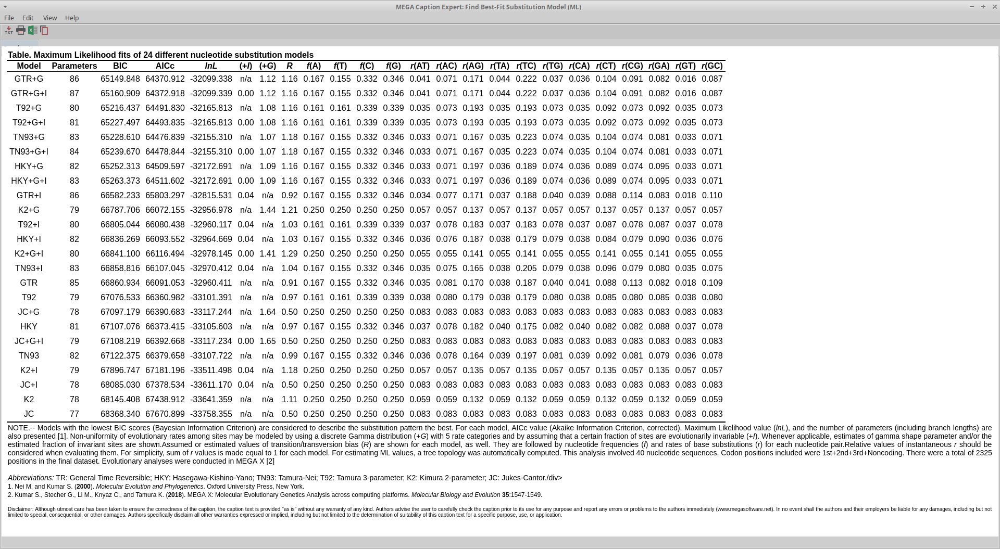 MEGA Caption Expert: Find Best-Fit Substitution Model (ML)
File Edit View Help
TXT
Table. Maximum Likelihood fits of 24 different nucleotide substitution models
Model Parameters BIC AICc lnL (+I) (+G) R f(A) f(T) f(C) f(G) r(AT) r(AC) r(AG) r(TA) r(TC) r(TG) r(CA) r(CT) r(CG) r(GA) r(GT) r(GC)
GTR+G 86 65149.848 64370.912 -32099.338 n/a 1.12 1.16 0.167 0.155 0.332 0.346 0.041 0.071 0.171 0.044 0.222 0.037 0.036 0.104 0.091 0.082 0.016 0.087
GTR+G+I 87 65160.909 64372.918 -32099.339 0.00 1.12 1.16 0.167 0.155 0.332 0.346 0.041 0.071 0.171 0.044 0.222 0.037 0.036 0.104 0.091 0.082 0.016 0.087
T92+G 80 65216.437 64491.830 -32165.813 n/a 1.08 1.16 0.161 0.161 0.339 0.339 0.035 0.073 0.193 0.035 0.193 0.073 0.035 0.092 0.073 0.092 0.035 0.073
T92+G+I 81 65227.497 64493.835 -32165.813 0.00 1.08 1.16 0.161 0.161 0.339 0.339 0.035 0.073 0.193 0.035 0.193 0.073 0.035 0.092 0.073 0.092 0.035 0.073
TN93+G 83 65228.610 64476.839 -32155.310 n/a 1.07 1.18 0.167 0.155 0.332 0.346 0.033 0.071 0.167 0.035 0.223 0.074 0.035 0.104 0.074 0.081 0.033 0.071
TN93+G+I 84 65239.670 64478.844 -32155.310 0.00 1.07 1.18 0.167 0.155 0.332 0.346 0.033 0.071 0.167 0.035 0.223 0.074 0.035 0.104 0.074 0.081 0.033 0.071
HKY+G 82 65252.313 64509.597 -32172.691 n/a 1.09 1.16 0.167 0.155 0.332 0.346 0.033 0.071 0.197 0.036 0.189 0.074 0.036 0.089 0.074 0.095 0.033 0.071
HKY+G+I 83 65263.373 64511.602 -32172.691 0.00 1.09 1.16 0.167 0.155 0.332 0.346 0.033 0.071 0.197 0.036 0.189 0.074 0.036 0.089 0.074 0.095 0.033 0.071
GTR+I 86 66582.233 65803.297 -32815.531 0.04 n/a 0.92 0.167 0.155 0.332 0.346 0.034 0.077 0.171 0.037 0.188 0.040 0.039 0.088 0.114 0.083 0.018 0.110
K2+G 79 66787.706 66072.155 -32956.978 n/a 1.44 1.21 0.250 0.250 0.250 0.250 0.057 0.057 0.137 0.057 0.137 0.057 0.057 0.137 0.057 0.137 0.057 0.057
T92+I 80 66805.044 66080.438 -32960.117 0.04 n/a 1.03 0.161 0.161 0.339 0.339 0.037 0.078 0.183 0.037 0.183 0.078 0.037 0.087 0.078 0.087 0.037 0.078
HKY+I 82 66836.269 66093.552 -32964.669 0.04 n/a 1.03 0.167 0.155 0.332 0.346 0.036 0.076 0.187 0.038 0.179 0.079 0.038 0.084 0.079 0.090 0.036 0.076
K2+G+I 80 66841.100 66116.494 -32978.145 0.00 1.41 1.29 0.250 0.250 0.250 0.250 0.055 0.055 0.141 0.055 0.141 0.055 0.055 0.141 0.055 0.141 0.055 0.055
TN93+I 83 66858.816 66107.045 -32970.412 0.04 n/a 1.04 0.167 0.155 0.332 0.346 0.035 0.075 0.165 0.038 0.205 0.079 0.038 0.096 0.079 0.080 0.035 0.075
GTR 85 66860.934 66091.053 -32960.411 n/a n/a 0.91 0.167 0.155 0.332 0.346 0.035 0.081 0.170 0.038 0.187 0.040 0.041 0.088 0.113 0.082 0.018 0.109
T92 79 67076.533 66360.982 -33101.391 n/a n/a 0.97 0.161 0.161 0.339 0.339 0.038 0.080 0.179 0.038 0.179 0.080 0.038 0.085 0.080 0.085 0.038 0.080
JC+G 78 67097.179 66390.683 -33117.244 n/a 1.64 0.50 0.250 0.250 0.250 0.250 0.083 0.083 0.083 0.083 0.083 0.083 0.083 0.083 0.083 0.083 0.083 0.083
HKY 81 67107.076 66373.415 -33105.603 n/a n/a 0.97 0.167 0.155 0.332 0.346 0.037 0.078 0.182 0.040 0.175 0.082 0.040 0.082 0.082 0.088 0.037 0.078
JC+G+I 79 67108.219 66392.668 -33117.234 0.00 1.65 0.50 0.250 0.250 0.250 0.250 0.083 0.083 0.083 0.083 0.083 0.083 0.083 0.083 0.083 0.083 0.083 0.083
TN93 82 67122.375 66379.658 -33107.722 n/a n/a 0.99 0.167 0.155 0.332 0.346 0.036 0.078 0.164 0.039 0.197 0.081 0.039 0.092 0.081 0.079 0.036 0.078
K2+I 79 67896.747 67181.196 -33511.498 0.04 n/a 1.18 0.250 0.250 0.250 0.250 0.057 0.057 0.135 0.057 0.135 0.057 0.057 0.135 0.057 0.135 0.057 0.057
JC+I 78 68085.030 67378.534 -33611.170 0.04 n/a 0.50 0.250 0.250 0.250 0.250 0.083 0.083 0.083 0.083 0.083 0.083 0.083 0.083 0.083 0.083 0.083 0.083
K2 78 68145.408 67438.912 -33641.359 n/a n/a 1.11 0.250 0.250 0.250 0.250 0.059 0.059 0.132 0.059 0.132 0.059 0.059 0.132 0.059 0.132 0.059 0.059
JC 77 68368.340 67670.899 -33758.355 n/a n/a 0.50 0.250 0.250 0.250 0.250 0.083 0.083 0.083 0.083 0.083 0.083 0.083 0.083 0.083 0.083 0.083 0.083
NOTE.-- Models with the lowest BIC scores (Bayesian Information Criterion) are considered to describe the substitution pattern the best. For each model, AICc value (Akaike Information Criterion, corrected), Maximum Likelihood value (lnL), and the number of parameters (including branch lengths) are
also presented [1]. Non-uniformity of evolutionary rates among sites may be modeled by using a discrete Gamma distribution (+G) with 5 rate categories and by assuming that a certain fraction of sites are evolutionarily invariable (+I). Whenever applicable, estimates of gamma shape parameter and/or the
estimated fraction of invariant sites are shown.Assumed or estimated values of transition/transversion bias (R) are shown for each model, as well. They are followed by nucleotide frequencies (f) and rates of base substitutions (r) for each nucleotide pair.Relative values of instantaneous r should be
considered when evaluating them. For simplicity, sum of r values is made equal to 1 for each model. For estimating ML values, a tree topology was automatically computed. This analysis involved 40 nucleotide sequences. Codon positions included were 1st+2nd+3rd+Noncoding. There were a total of 2325
positions in the final dataset. Evolutionary analyses were conducted in MEGA X [2]
Abbreviations: TR: General Time Reversible; HKY: Hasegawa-Kishino-Yano; TN93: Tamura-Nei; T92: Tamura 3-parameter; K2: Kimura 2-parameter; JC: Jukes-Cantor./div>
1. Nei M. and Kumar S. (2000). Molecular Evolution and Phylogenetics. Oxford University Press, New York.
2. Kumar S., Stecher G., Li M., Knyaz C., and Tamura K. (2018). MEGA X: Molecular Evolutionary Genetics Analysis across computing platforms. Molecular Biology and Evolution 35:1547-1549.
Disclaimer: Although utmost care has been taken to ensure the correctness of the caption, the caption text is provided "as is" without any warranty of any kind. Authors advise the user to carefully check the caption prior to its use for any purpose and report any errors or problems to the authors immediately (www.megasoftware.net). In no event shall the authors and their employers be liable for any damages, including but not
limited to special, consequential, or other damages. Authors specifically disclaim all other warranties expressed or implied, including but not limited to the determination of suitability of this caption text for a specific purpose, use, or application.